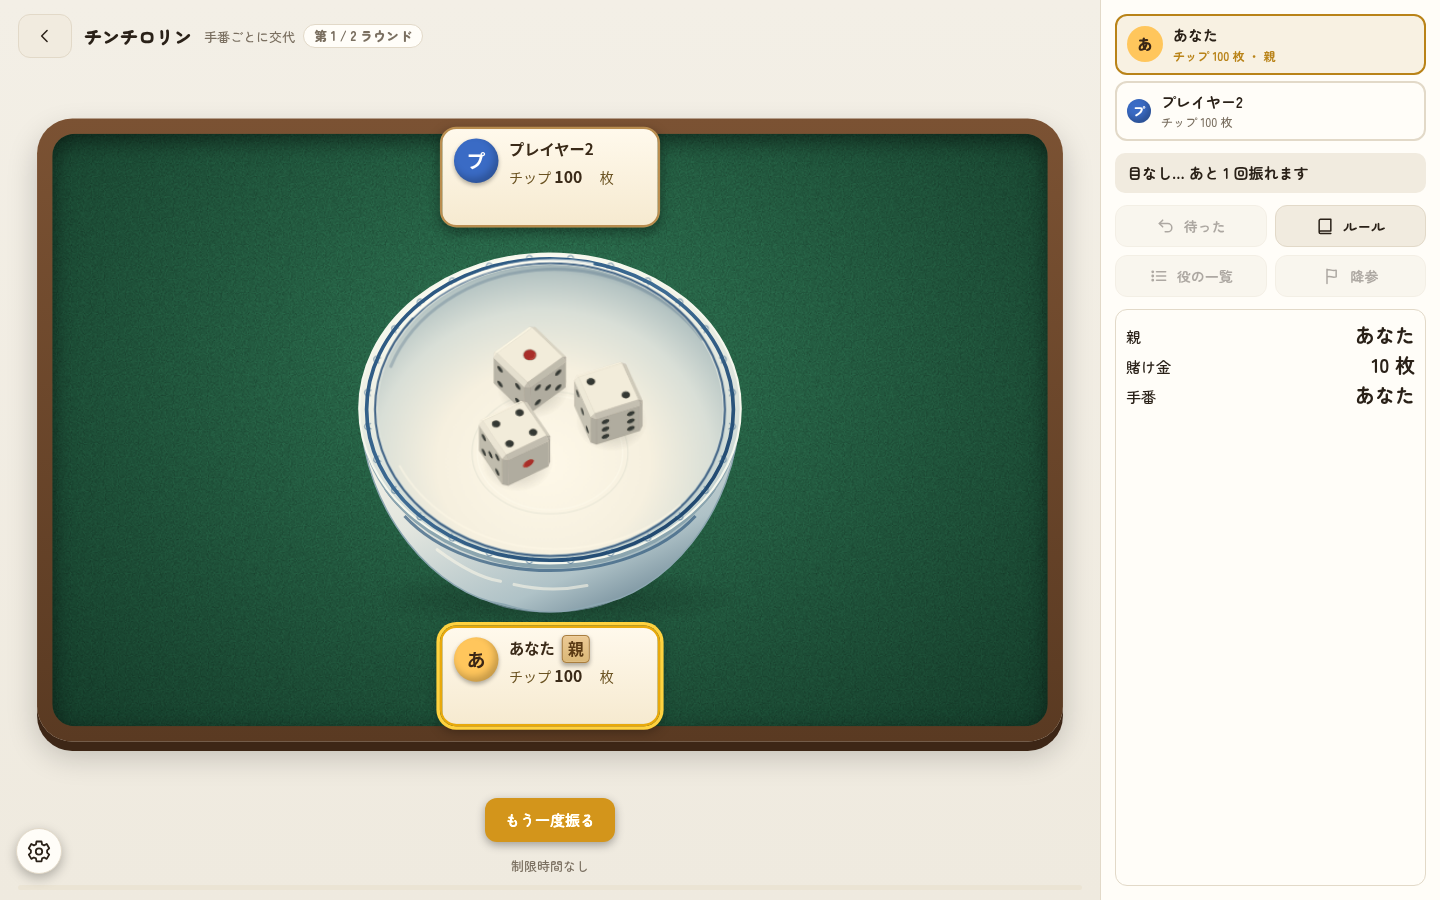 チンチロリン 手番ごとに交代 第 1 / 2 ラウンド
プ プレイヤー2
チップ 100 枚
あ あなた 親
チップ 100 枚
もう一度振る
制限時間なし
あ あなた
チップ 100 枚 ・ 親
プ プレイヤー2
チップ 100 枚
目なし… あと 1 回振れます
待った ルール
役の一覧 降参
親 あなた
賭け金 10 枚
手番 あなた